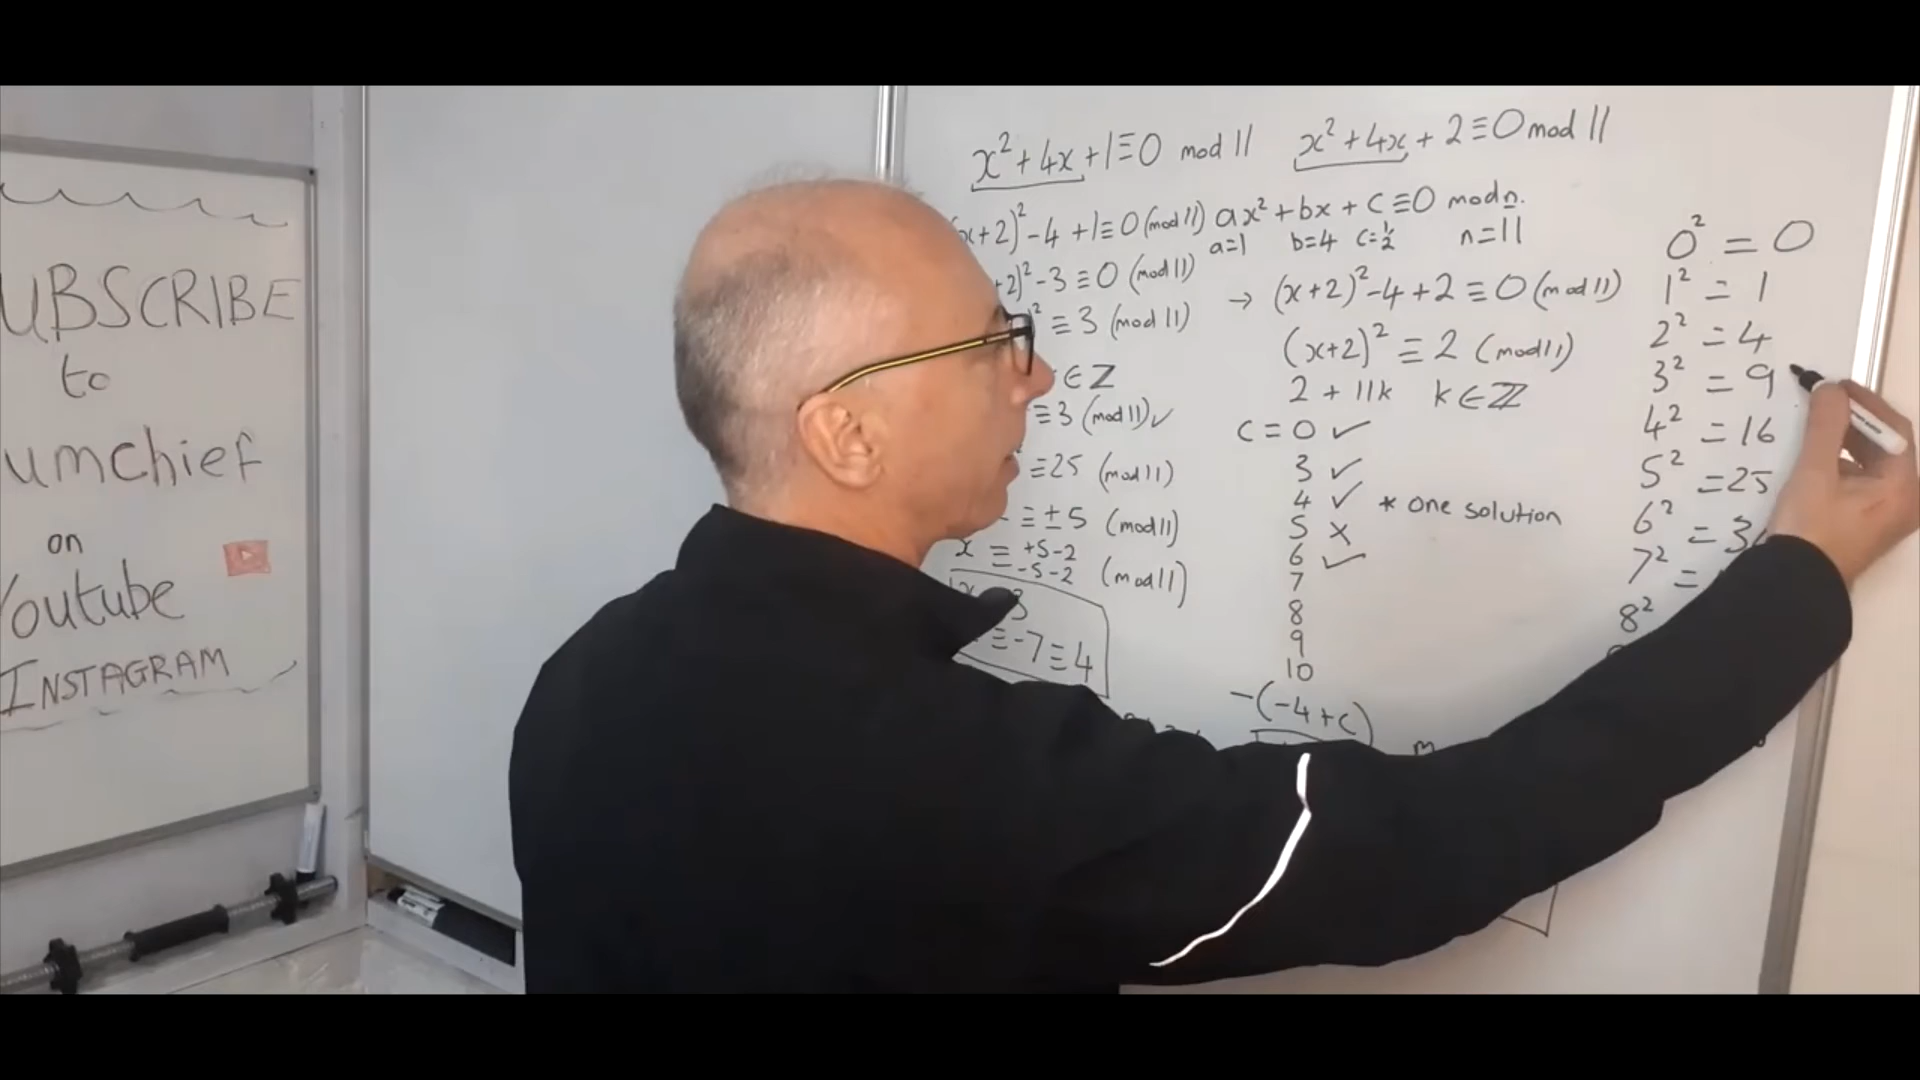 UBSCRIBE
to
umchief
on
Youtube
INSTAGRAM
x² + 4x + 1 ≡ 0 mod 11
x+2)² - 4 + 1 ≡ 0 (mod 11)
+2)² - 3 ≡ 0 (mod 11)
² ≡ 3 (mod 11)
∈ Z
≡ 3 (mod 11) ✓
≡ 25 (mod 11)
≡ ± 5 (mod 11)
x ≡ +5-2
-5-2 (mod 11)
3
≡ -7 ≡ 4
x² + 4x + 2 ≡ 0 mod 11
ax² + bx + c ≡ 0 mod n.
a=1 b=4 c=½ n=11
→ (x+2)² - 4 + 2 ≡ 0 (mod 11)
(x+2)² ≡ 2 (mod 11)
2 + 11k k ∈ ℤ
c = 0 ✓
3 ✓
4 ✓ * one solution
5 X
6 ✓
7
8
9
10
-(-4+c)
m
0² = 0
1² = 1
2² = 4
3² = 9
4² = 16
5² = 25
6² = 3
7² =
8²